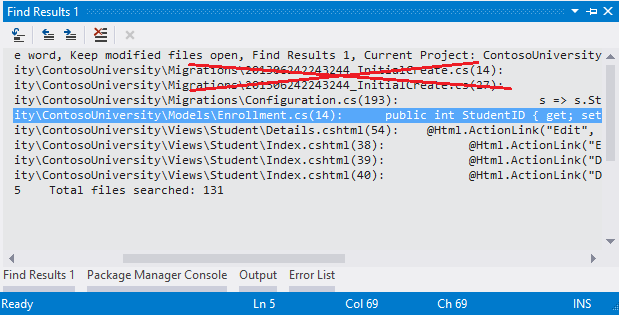 Find Results 1
e word, Keep modified files open, Find Results 1, Current Project: ContosoUniversity
ity\ContosoUniversity\Migrations\201306242243244_InitialCreate.cs(14):
ity\ContosoUniversity\Migrations\201306242243244_InitialCreate.cs(27):
ity\ContosoUniversity\Migrations\Configuration.cs(193): s => s.St
ity\ContosoUniversity\Models\Enrollment.cs(14): public int StudentID { get; set
ity\ContosoUniversity\Views\Student\Details.cshtml(54): @Html.ActionLink("Edit",
ity\ContosoUniversity\Views\Student\Index.cshtml(38): @Html.ActionLink("E
ity\ContosoUniversity\Views\Student\Index.cshtml(39): @Html.ActionLink("D
ity\ContosoUniversity\Views\Student\Index.cshtml(40): @Html.ActionLink("D
5 Total files searched: 131
Find Results 1 Package Manager Console Output Error List
Ready Ln 5 Col 69 Ch 69 INS